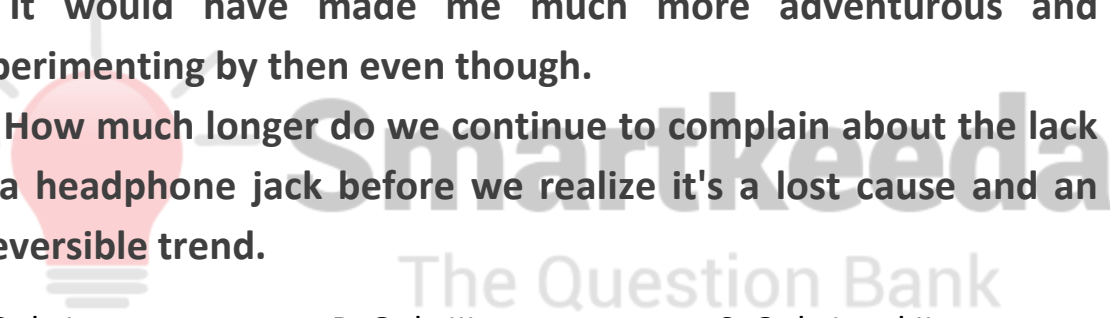 it would have made me much more adventurous and
perimenting by then even though.
How much longer do we continue to complain about the lack
a headphone jack before we realize it's a lost cause and an
eversible trend.
Smartkeeda
The Question Bank